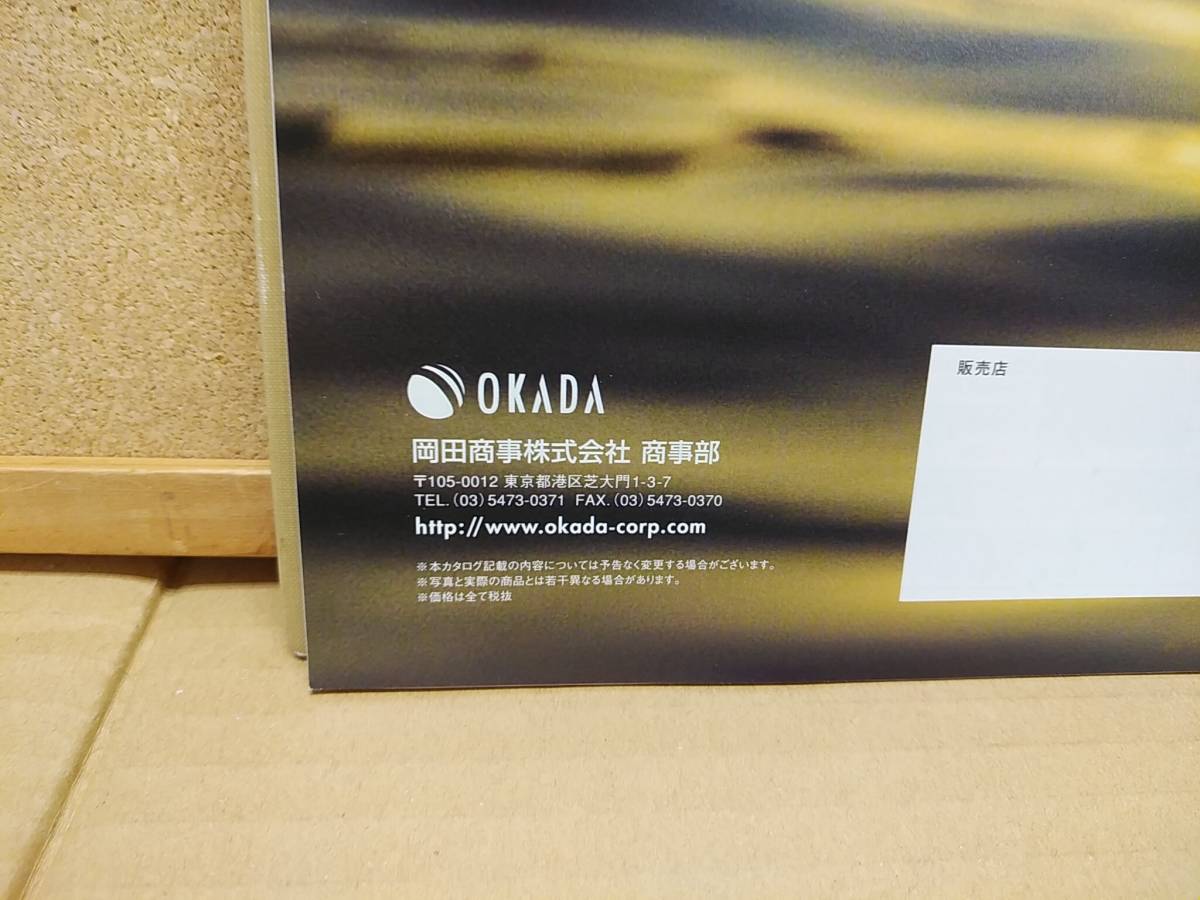 OKADA
岡田商事株式会社 商事部
〒105-0012 東京都港区芝大門1-3-7
TEL.(03)5473-0371 FAX.(03)5473-0370
http://www.okada-corp.com
※本カタログ記載の内容については予告なく変更する場合がございます。
※写真と実際の商品とは若干異なる場合があります。
※価格は全て税抜
販売店